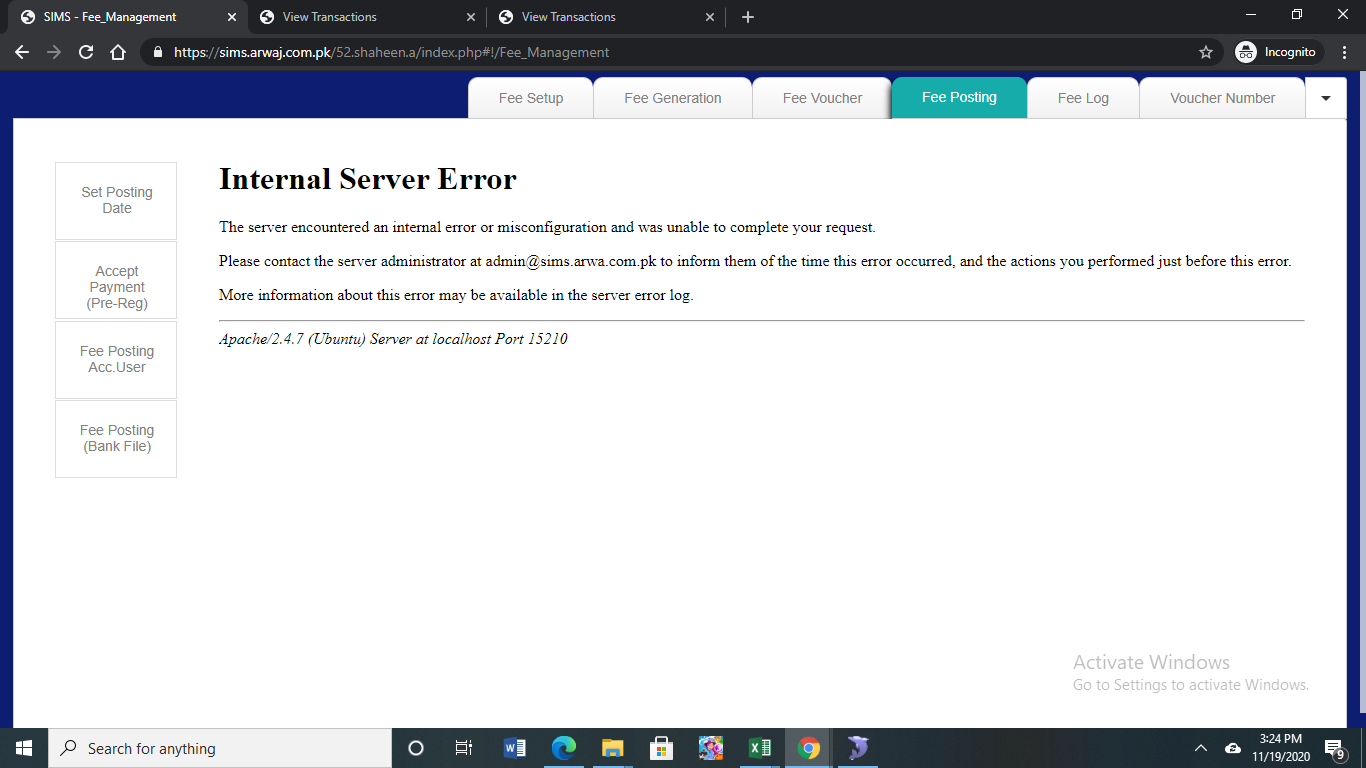 SIMS - Fee_Management
View Transactions
View Transactions
https://sims.arwaj.com.pk/52.shaheen.a/index.php#!/Fee_Management
Incognito
Fee Setup
Fee Generation
Fee Voucher
Fee Posting
Fee Log
Voucher Number
Set Posting
Date
Accept
Payment
(Pre-Reg)
Fee Posting
Acc.User
Fee Posting
(Bank File)
Internal Server Error
The server encountered an internal error or misconfiguration and was unable to complete your request.
Please contact the server administrator at admin@sims.arwa.com.pk to inform them of the time this error occurred, and the actions you performed just before this error.
More information about this error may be available in the server error log.
Apache/2.4.7 (Ubuntu) Server at localhost Port 15210
Activate Windows
Go to Settings to activate Windows.
Search for anything
3:24 PM
11/19/2020
9